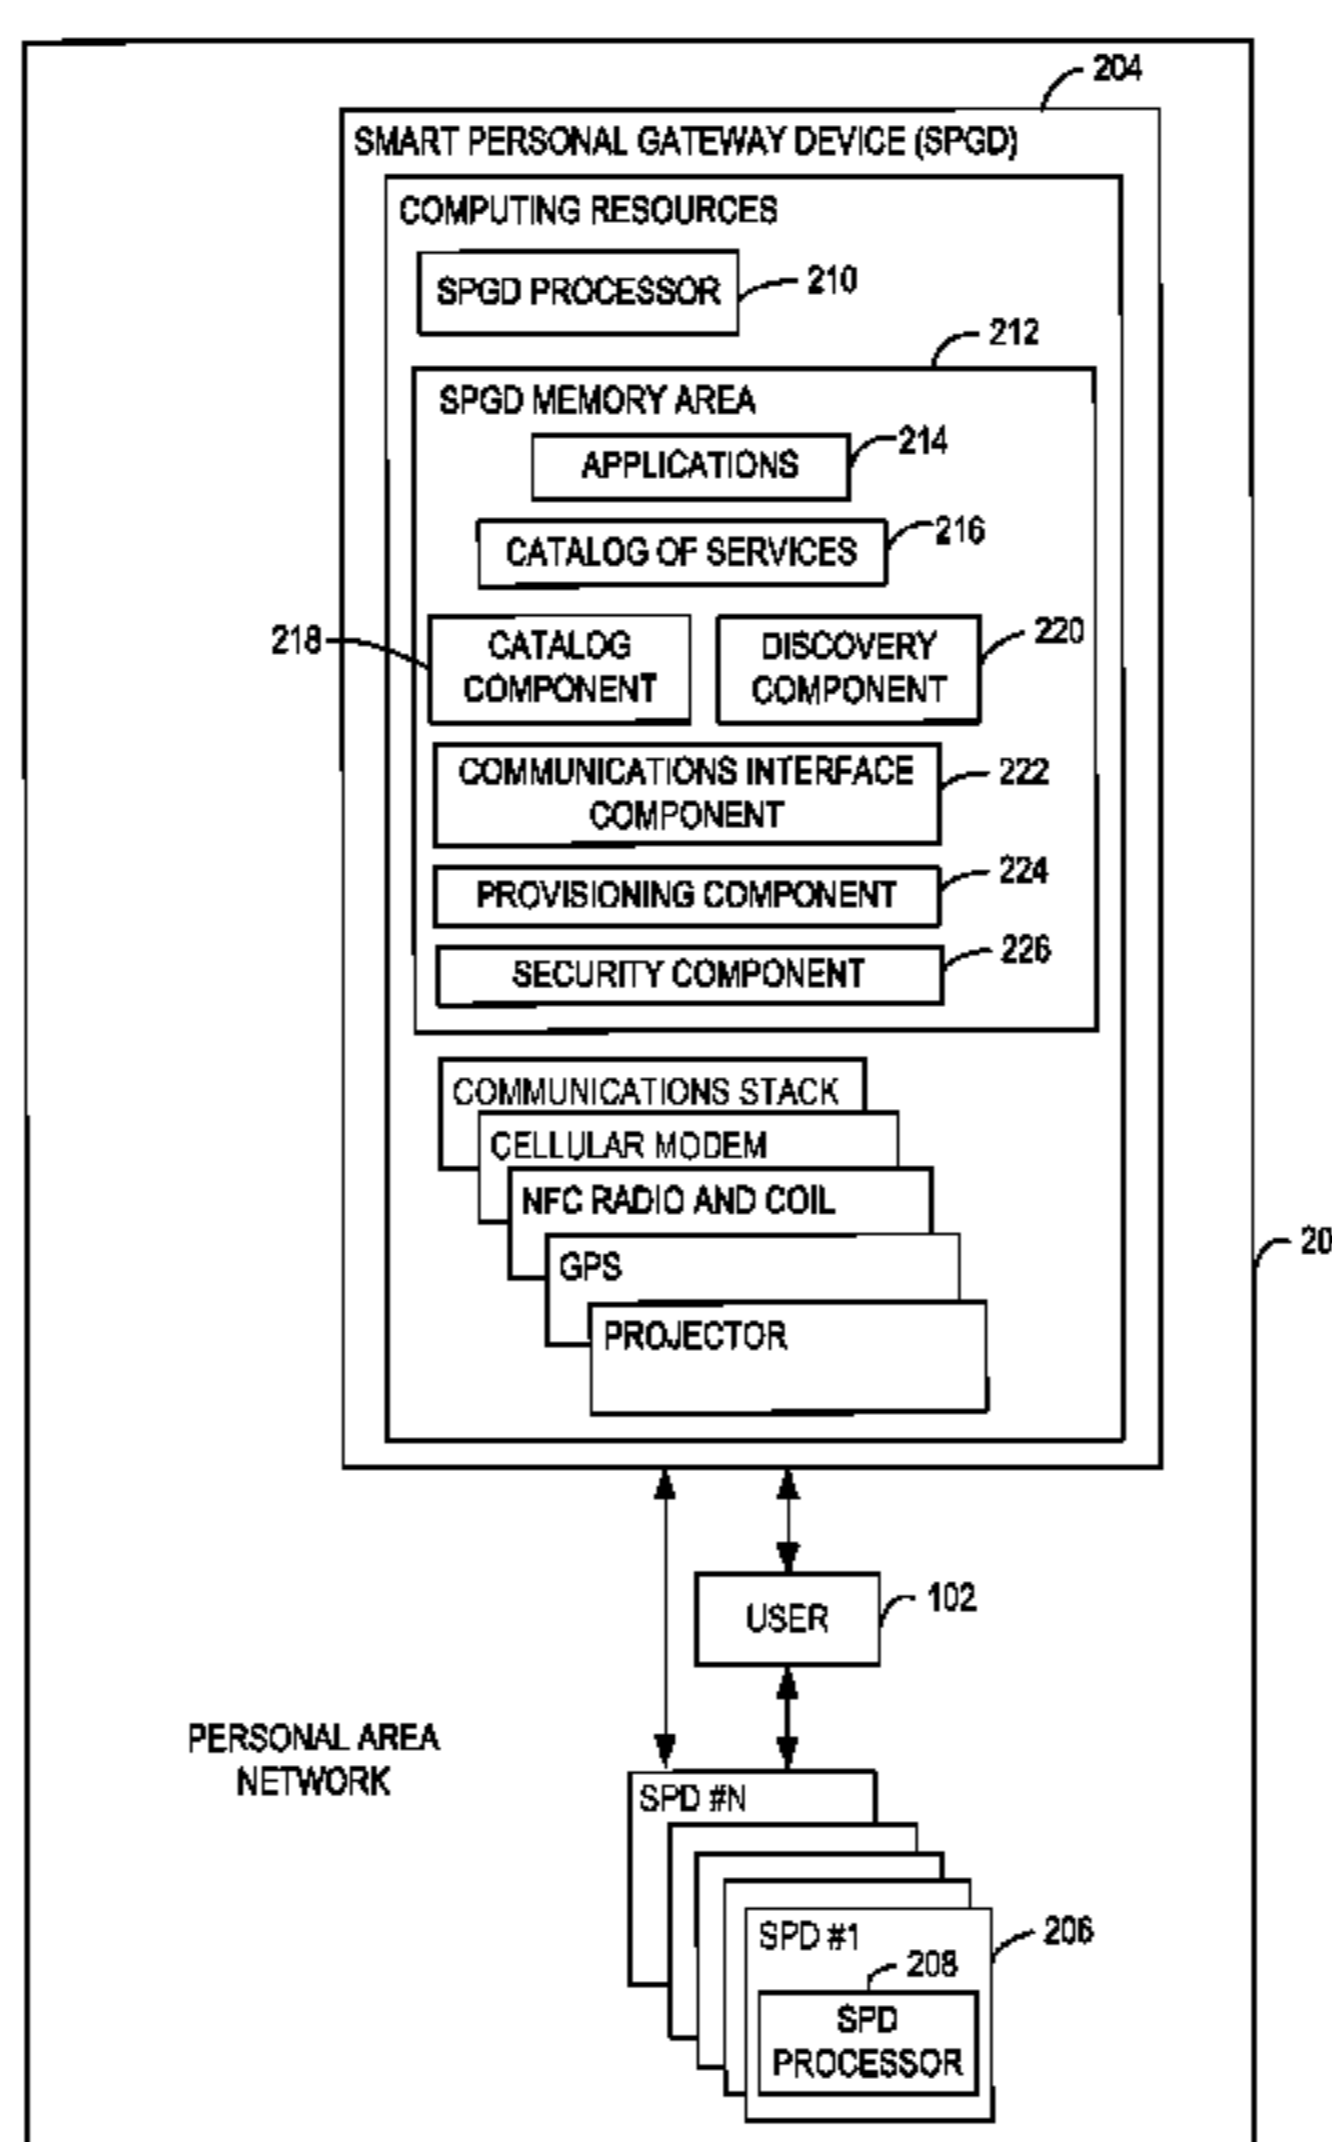 204
SMART PERSONAL GATEWAY DEVICE (SPGD)
COMPUTING RESOURCES
SPGD PROCESSOR
210
212
SPGD MEMORY AREA
214
APPLICATIONS
216
CATALOG OF SERVICES
218
CATALOG
COMPONENT
DISCOVERY
COMPONENT
220
COMMUNICATIONS INTERFACE
COMPONENT
222
PROVISIONING COMPONENT
224
SECURITY COMPONENT
226
COMMUNICATIONS STACK
CELLULAR MODEM
NFC RADIO AND COIL
GPS
PROJECTOR
20
USER
102
PERSONAL AREA
NETWORK
SPD #N
SPD #1
206
208
SPD
PROCESSOR